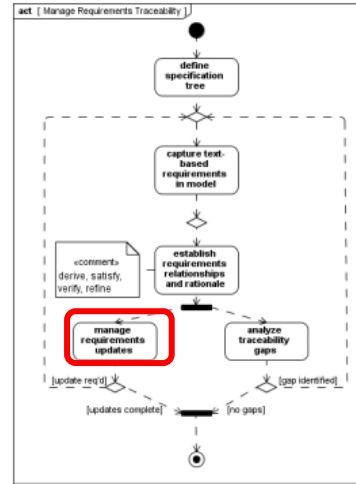 act [ Manage Requirements Traceability ]
define
specification
tree
capture text-
based
requirements
in model
«comment»
derive, satisfy,
verify, refine
establish
requirements
relationships
and rationale
manage
requirements
updates
analyze
traceability
gaps
[update req'd]
[gap identified]
[updates complete]
[no gaps]